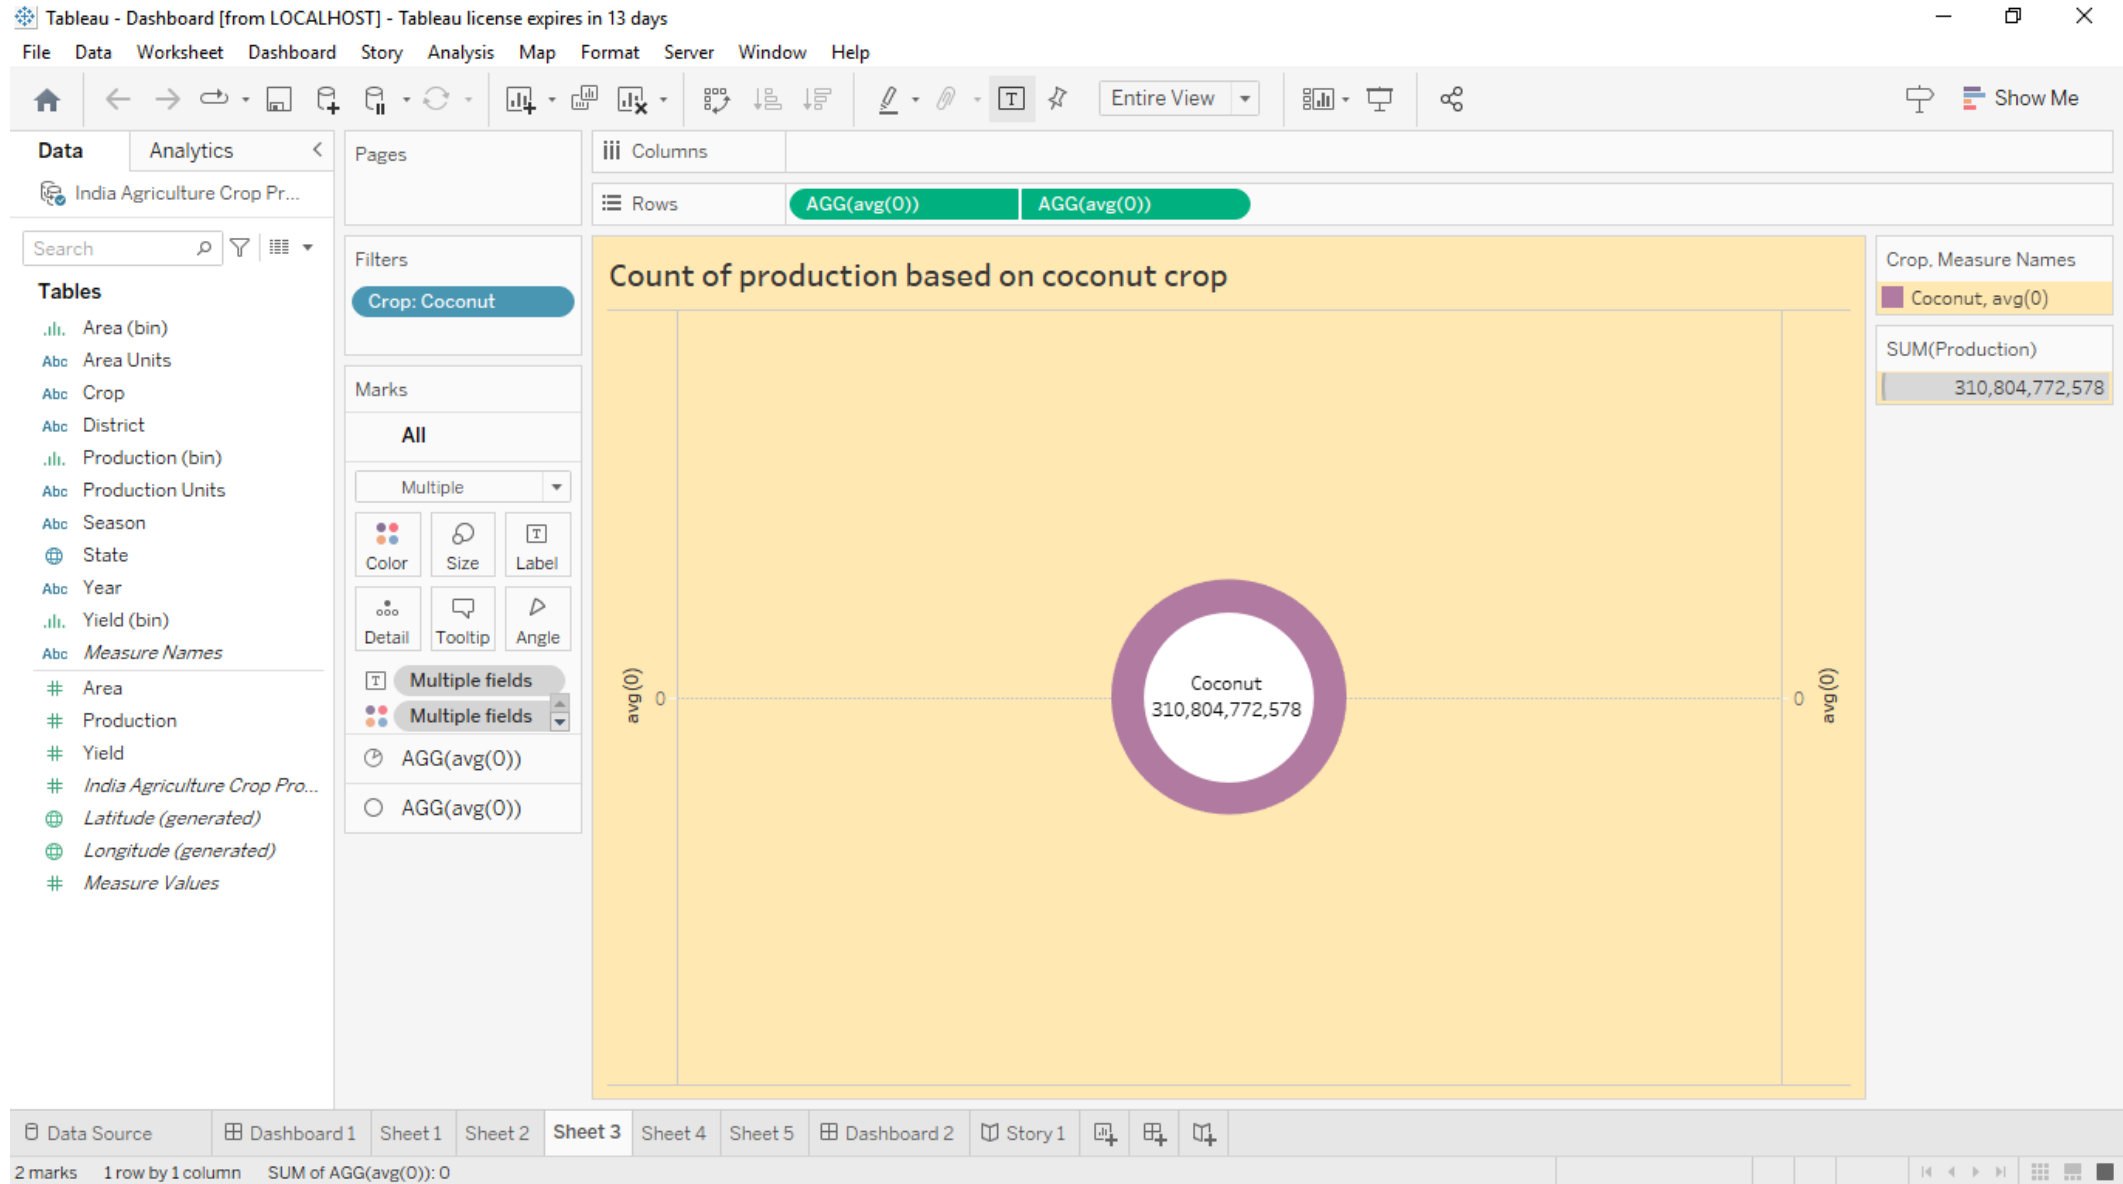 Tableau - Dashboard [from LOCALHOST] - Tableau license expires in 13 days
File Data Worksheet Dashboard Story Analysis Map Format Server Window Help
Entire View
Show Me
Data Analytics
India Agriculture Crop Pr...
Search
Tables
Area (bin)
Abc Area Units
Abc Crop
Abc District
Production (bin)
Abc Production Units
Abc Season
State
Abc Year
Yield (bin)
Abc Measure Names
# Area
# Production
# Yield
# India Agriculture Crop Pro...
Latitude (generated)
Longitude (generated)
# Measure Values
Pages
Filters
Crop: Coconut
Marks
All
Multiple
Color Size Label
Detail Tooltip Angle
Multiple fields
Multiple fields
AGG(avg(0))
AGG(avg(0))
Columns
Rows AGG(avg(0)) AGG(avg(0))
Count of production based on coconut crop
avg(0)
0
Coconut
310,804,772,578
0
avg(0)
Crop, Measure Names
Coconut, avg(0)
SUM(Production)
310,804,772,578
Data Source Dashboard 1 Sheet 1 Sheet 2 Sheet 3 Sheet 4 Sheet 5 Dashboard 2 Story 1
2 marks 1 row by 1 column SUM of AGG(avg(0)): 0